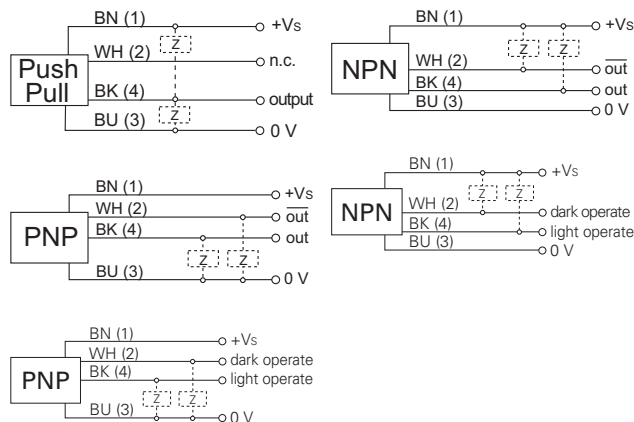 BN (1)
+Vs
Z
WH (2)
n.c.
Push
Pull
BK (4)
output
Z
BU (3)
0 V
BN (1)
+Vs
Z Z
NPN
WH (2)
out
BK (4)
out
BU (3)
0 V
BN (1)
+Vs
WH (2)
out
PNP
BK (4)
out
Z Z
BU (3)
0 V
BN (1)
+Vs
Z Z
NPN
WH (2)
dark operate
BK (4)
light operate
BU (3)
0 V
BN (1)
+Vs
WH (2)
dark operate
PNP
BK (4)
light operate
Z Z
BU (3)
0 V